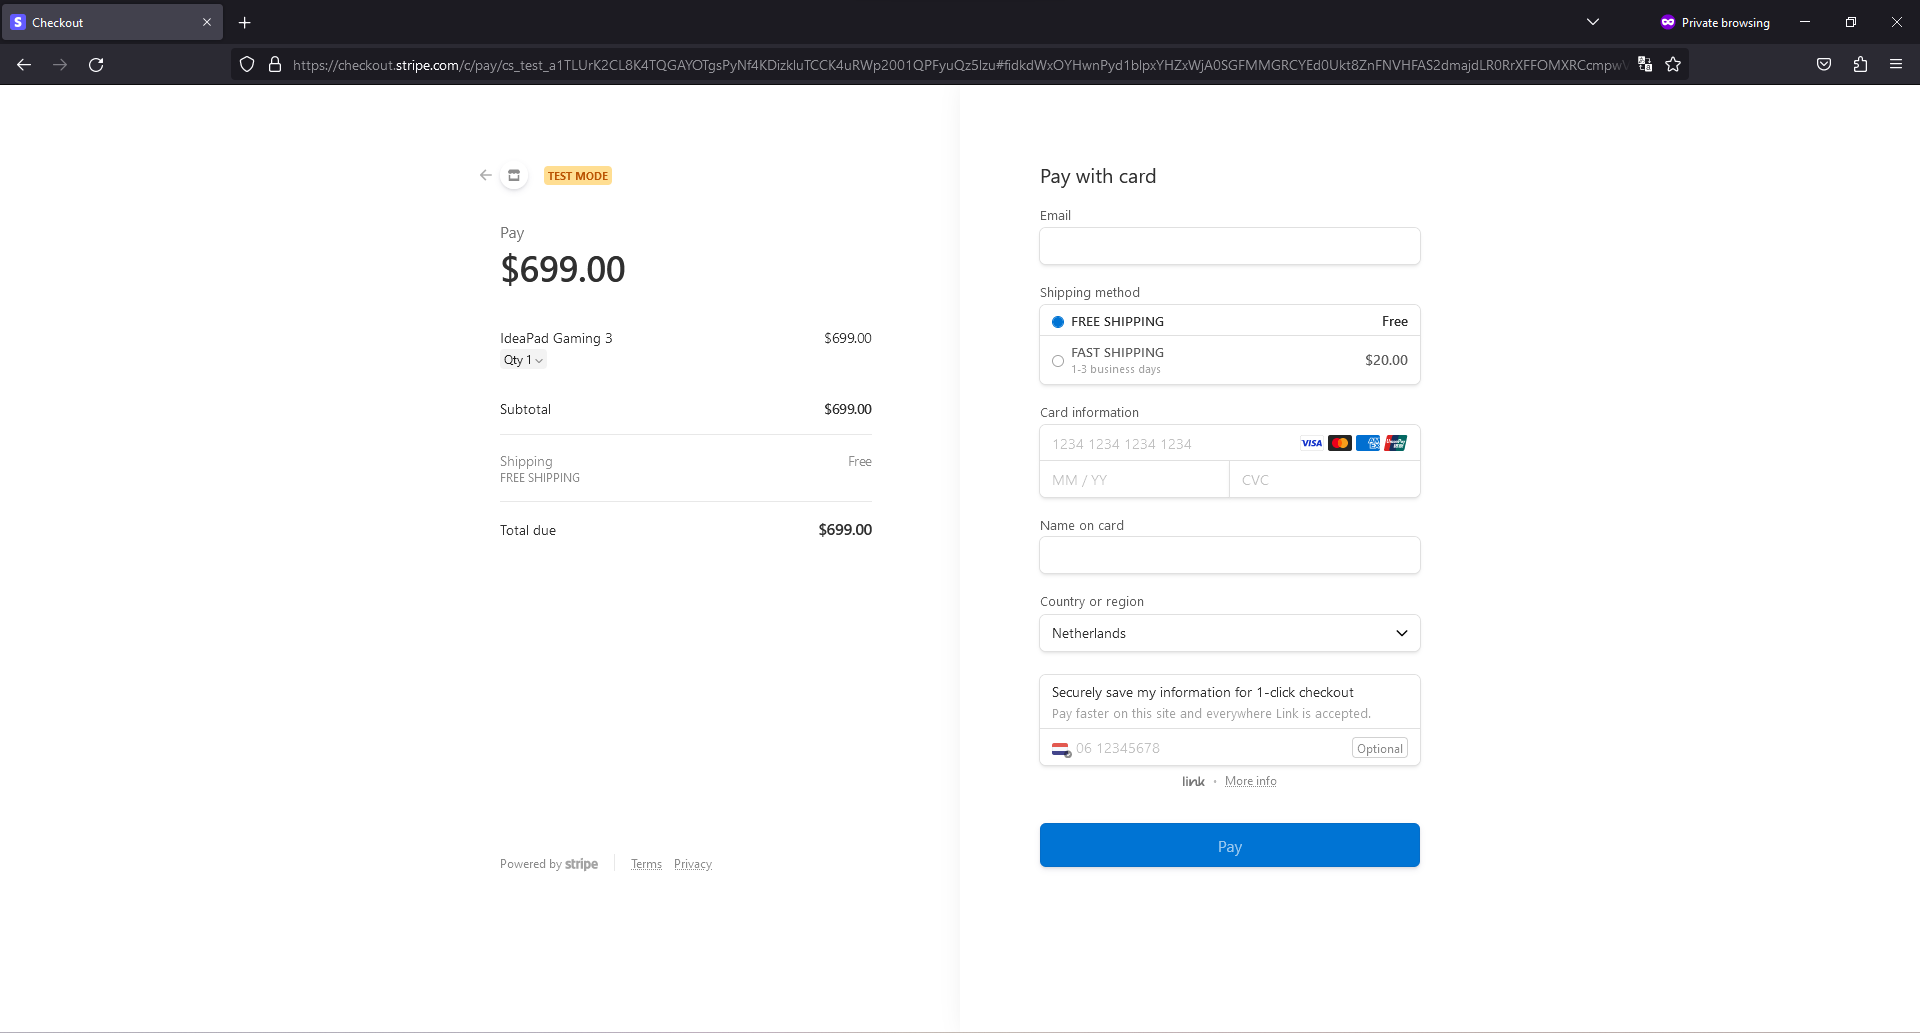 Checkout
Private browsing
https://checkout.stripe.com/c/pay/cs_test_a1TLUrK2CL8K4TQGAYOTgsPyNf4KDizkluTCCK4uRWp2001QPFyuQz5Izu#fidkdWxOYHwnPyd1blpxYHZxWjA0SGFMMGRCYEd0Ukt8ZnFNVHFAS2dmajdLR0RrXFFOMXRCcmpwV
TEST MODE
Pay
$699.00
IdeaPad Gaming 3 $699.00
Qty 1
Subtotal $699.00
Shipping Free
FREE SHIPPING
Total due $699.00
Powered by stripe Terms Privacy
Pay with card
Email
Shipping method
FREE SHIPPING Free
FAST SHIPPING
1-3 business days
$20.00
Card information
1234 1234 1234 1234 VISA AMEX UnionPay
MM / YY CVC
Name on card
Country or region
Netherlands
Securely save my information for 1-click checkout
Pay faster on this site and everywhere Link is accepted.
06 12345678 Optional
link · More info
Pay